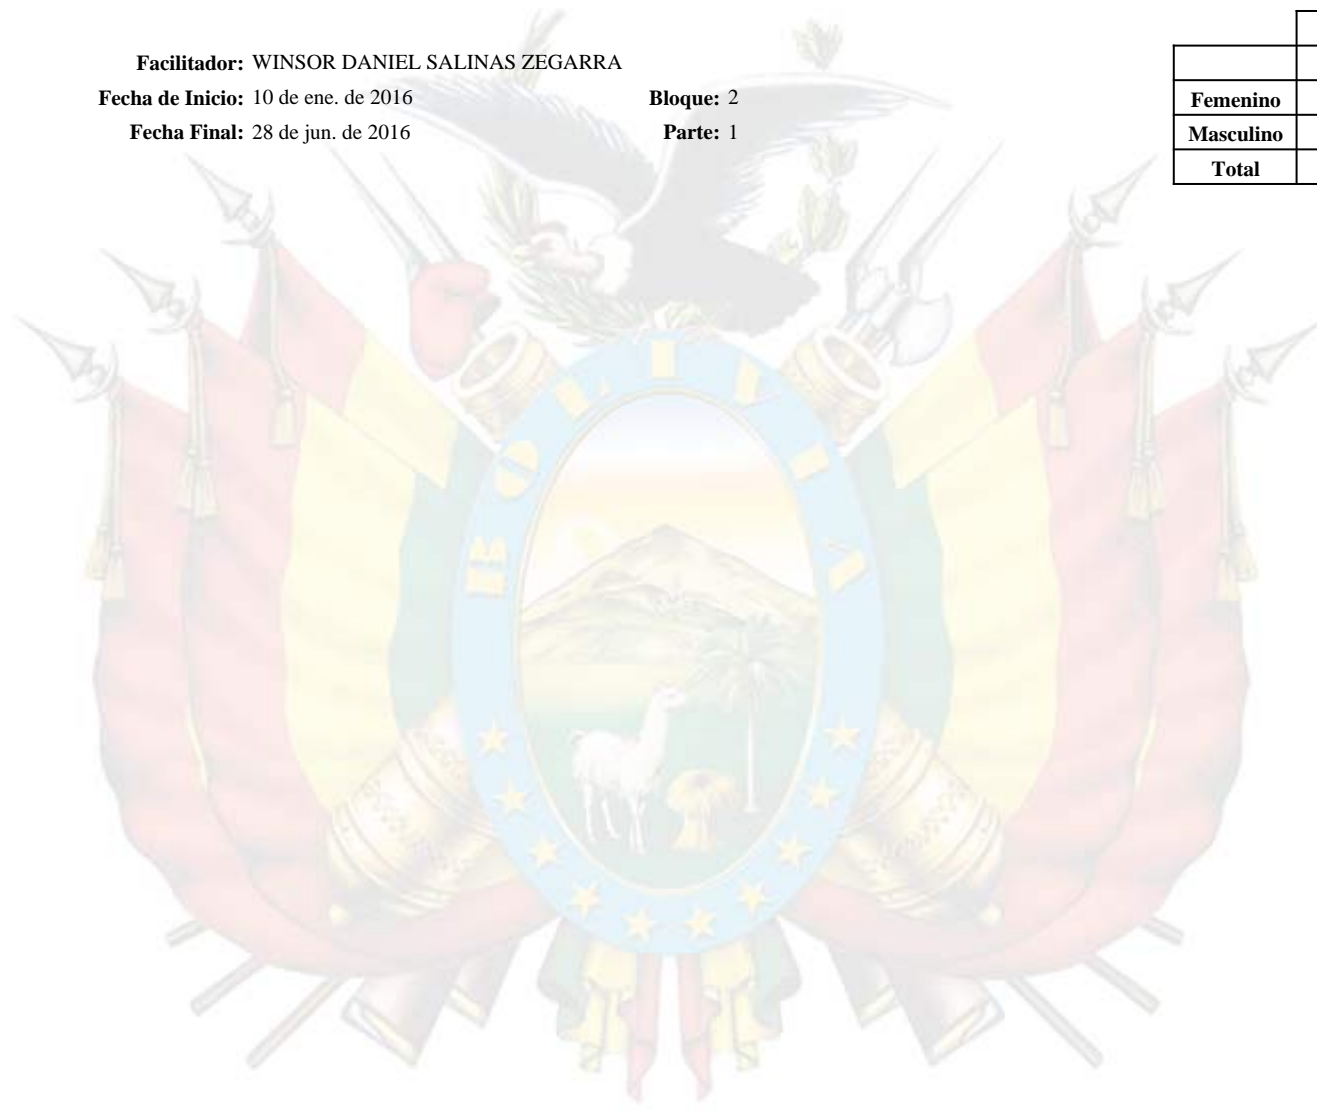 Facilitador: WINSOR DANIEL SALINAS ZEGARRA
Fecha de Inicio: 10 de ene. de 2016 Bloque: 2
Fecha Final: 28 de jun. de 2016 Parte: 1
Femenino
Masculino
Total
BOLIVIA